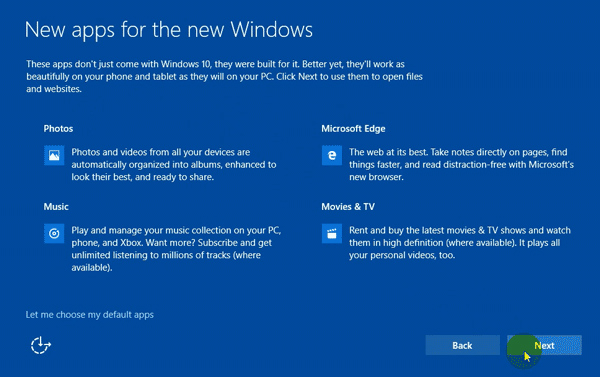 New apps for the new Windows
These apps don't just come with Windows 10, they were built for it. Better yet, they'll work as
beautifully on your phone and tablet as they will on your PC. Click Next to use them to open files
and websites.
Photos
Photos and videos from all your devices are
automatically organized into albums, enhanced to
look their best, and ready to share.
Microsoft Edge
The web at its best. Take notes directly on pages, find
things faster, and read distraction-free with Microsoft's
new browser.
Music
Play and manage your music collection on your PC,
phone, and Xbox. Want more? Subscribe and get
unlimited listening to millions of tracks (where
available).
Movies & TV
Rent and buy the latest movies & TV shows and watch
them in high definition (where available). It plays all
your personal videos, too.
Let me choose my default apps
Back
Next